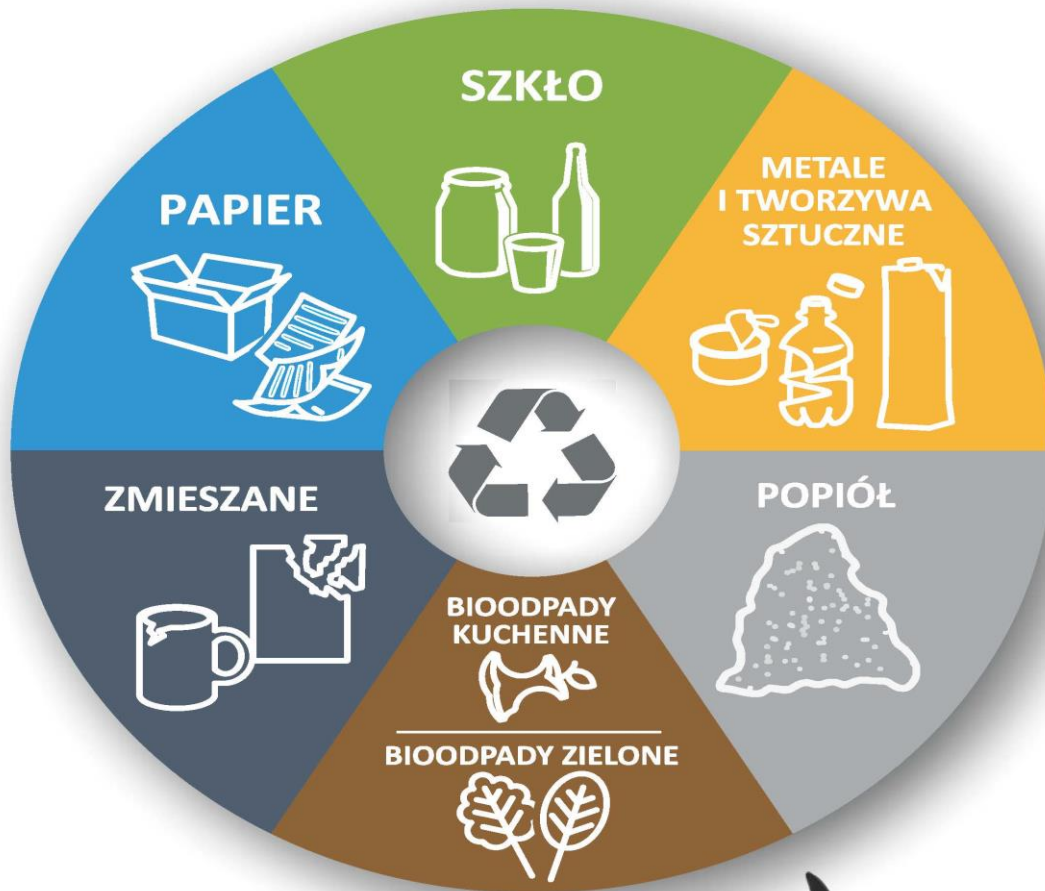 SZKŁO
METALE
I TWORZYWA
SZTUCZNE
PAPIER
ZMIESZANE
POPIÓŁ
BIOODPADY
KUCHENNE
BIOODPADY ZIELONE